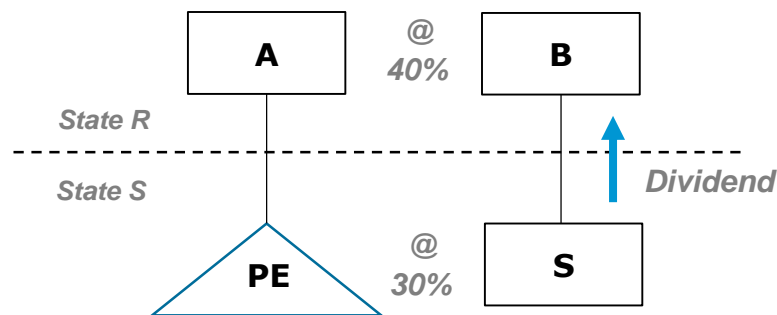 A
@
40%
B
State R
State S
Dividend
PE
@
30%
S